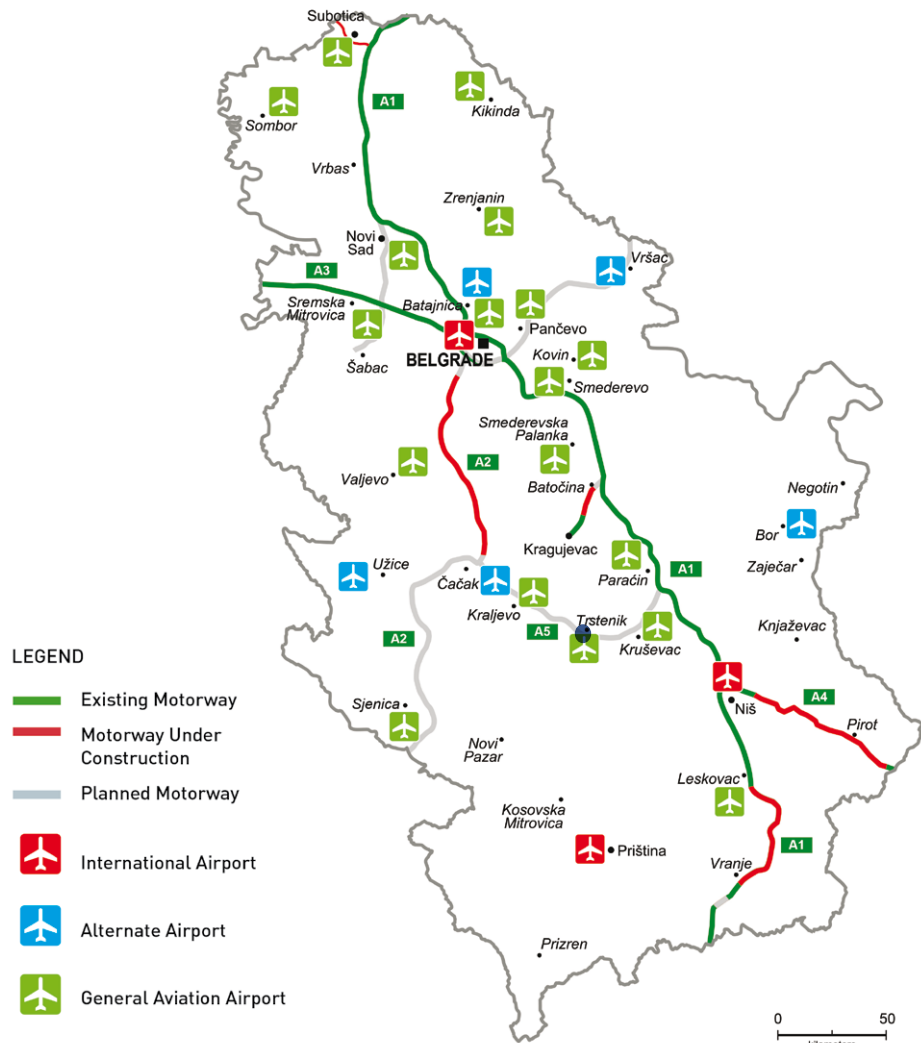 Subotica
A1
Kikinda
Sombor
Vrbas
Zrenjanin
Novi
Sad
Vršac
A3
Sremska
Mitrovica
Batajnica
Pančevo
BELGRADE
Kovin
Šabac
Smederevo
Smederevska
Palanka
A2
Valjevo
Batočina
Negotin
Bor
Kragujevac
Užice
Čačak
Paraćin
A1
Zaječar
Kraljevo
A5
Trstenik
Kruševac
Knjaževac
A2
LEGEND
Existing Motorway
Motorway Under
Construction
Planned Motorway
International Airport
Alternate Airport
General Aviation Airport
Sjenica
Novi
Pazar
Niš
A4
Pirot
Leskovac
Kosovska
Mitrovica
Priština
A1
Vranje
Prizren
0 50
kilometers